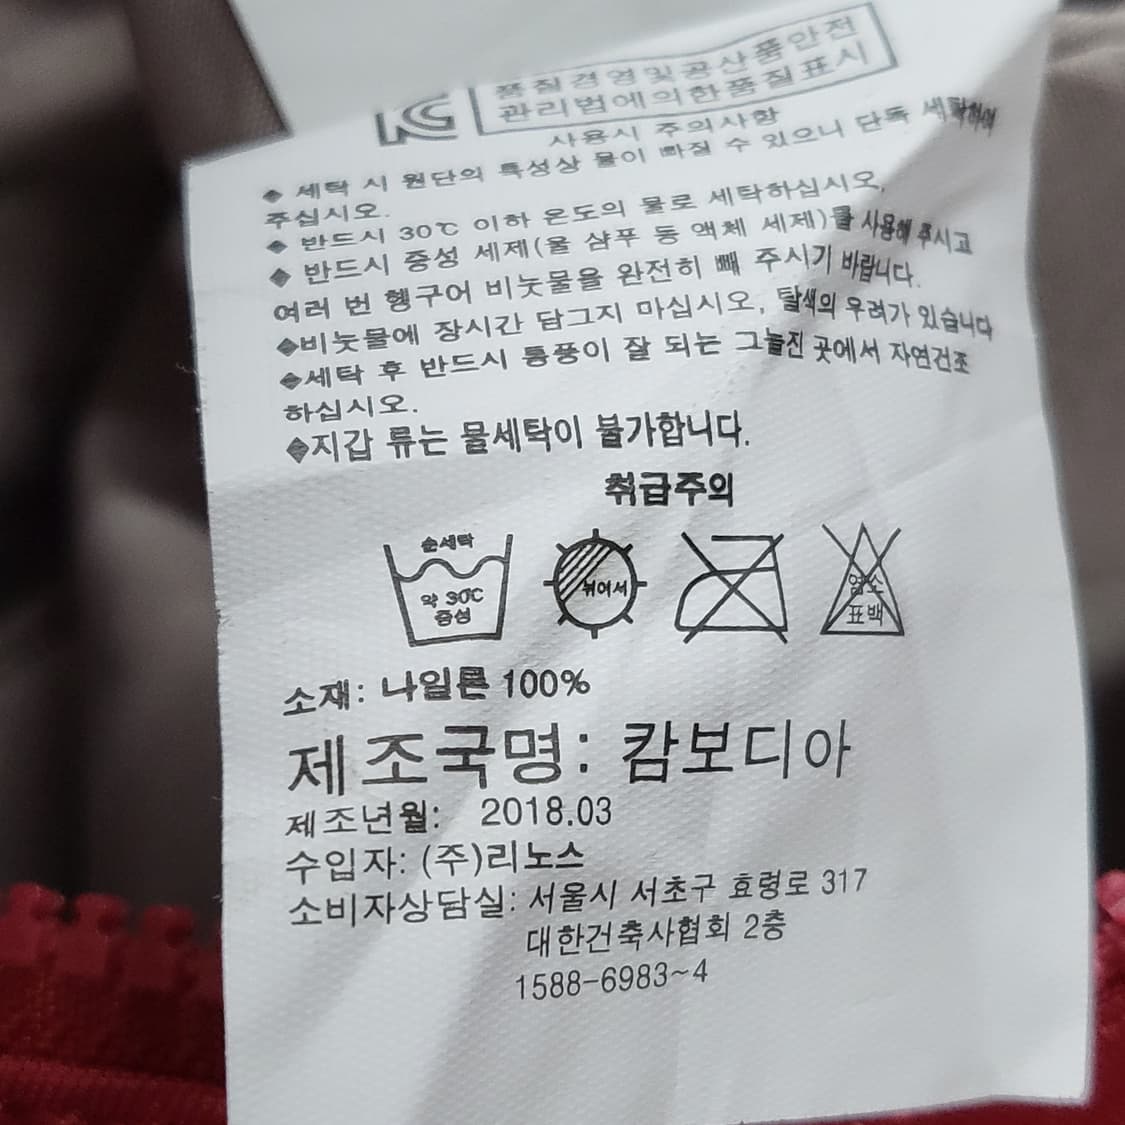 KC
품질경영및공산품안전
관리법에의한품질표시
사용시 주의사항
◆ 세탁 시 원단의 특성상 물이 빠질 수 있으니 단독 세탁하여
주십시오.
◆ 반드시 30℃ 이하 온도의 물로 세탁하십시오,
◆ 반드시 중성 세제(울 샴푸 등 액체 세제)를 사용해 주시고
여러 번 헹구어 비눗물을 완전히 빼 주시기 바랍니다.
◆비눗물에 장시간 담그지 마십시오, 탈색의 우려가 있습니다
◆세탁 후 반드시 통풍이 잘 되는 그늘진 곳에서 자연건조
하십시오.
◆지갑 류는 물세탁이 불가합니다.
취급주의
손세탁
약 30℃
중성
뉘어서
염소
표백
소재: 나일론 100%
제조국명: 캄보디아
제조년월: 2018.03
수입자: (주)리노스
소비자상담실: 서울시 서초구 효령로 317
대한건축사협회 2층
1588-6983~4